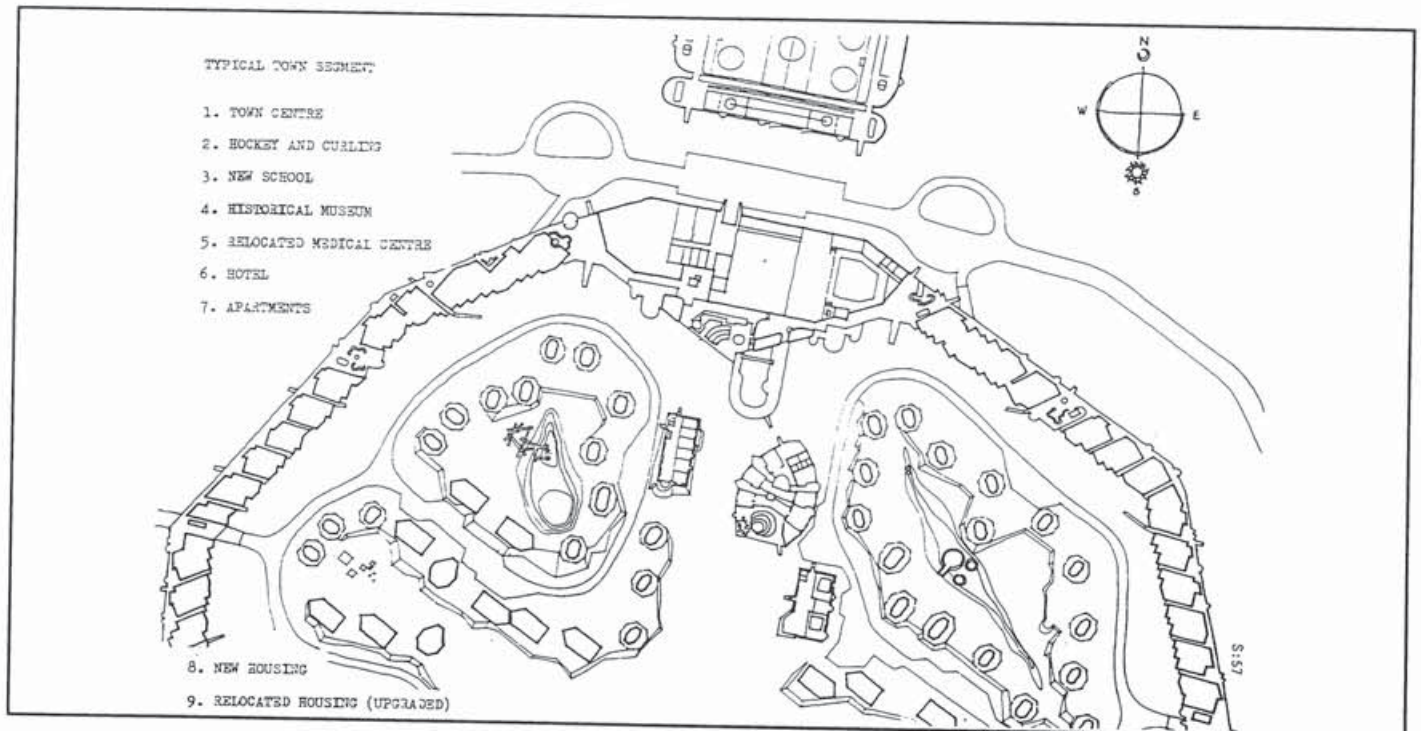 TYPICAL TOWN SEGMENT
1. TOWN CENTRE
2. HOCKEY AND CURLING
3. NEW SCHOOL
4. HISTORICAL MUSEUM
5. RELOCATED MEDICAL CENTRE
6. HOTEL
7. APARTMENTS
8. NEW HOUSING
9. RELOCATED HOUSING (UPGRADED)
N
W
E
S
S:57